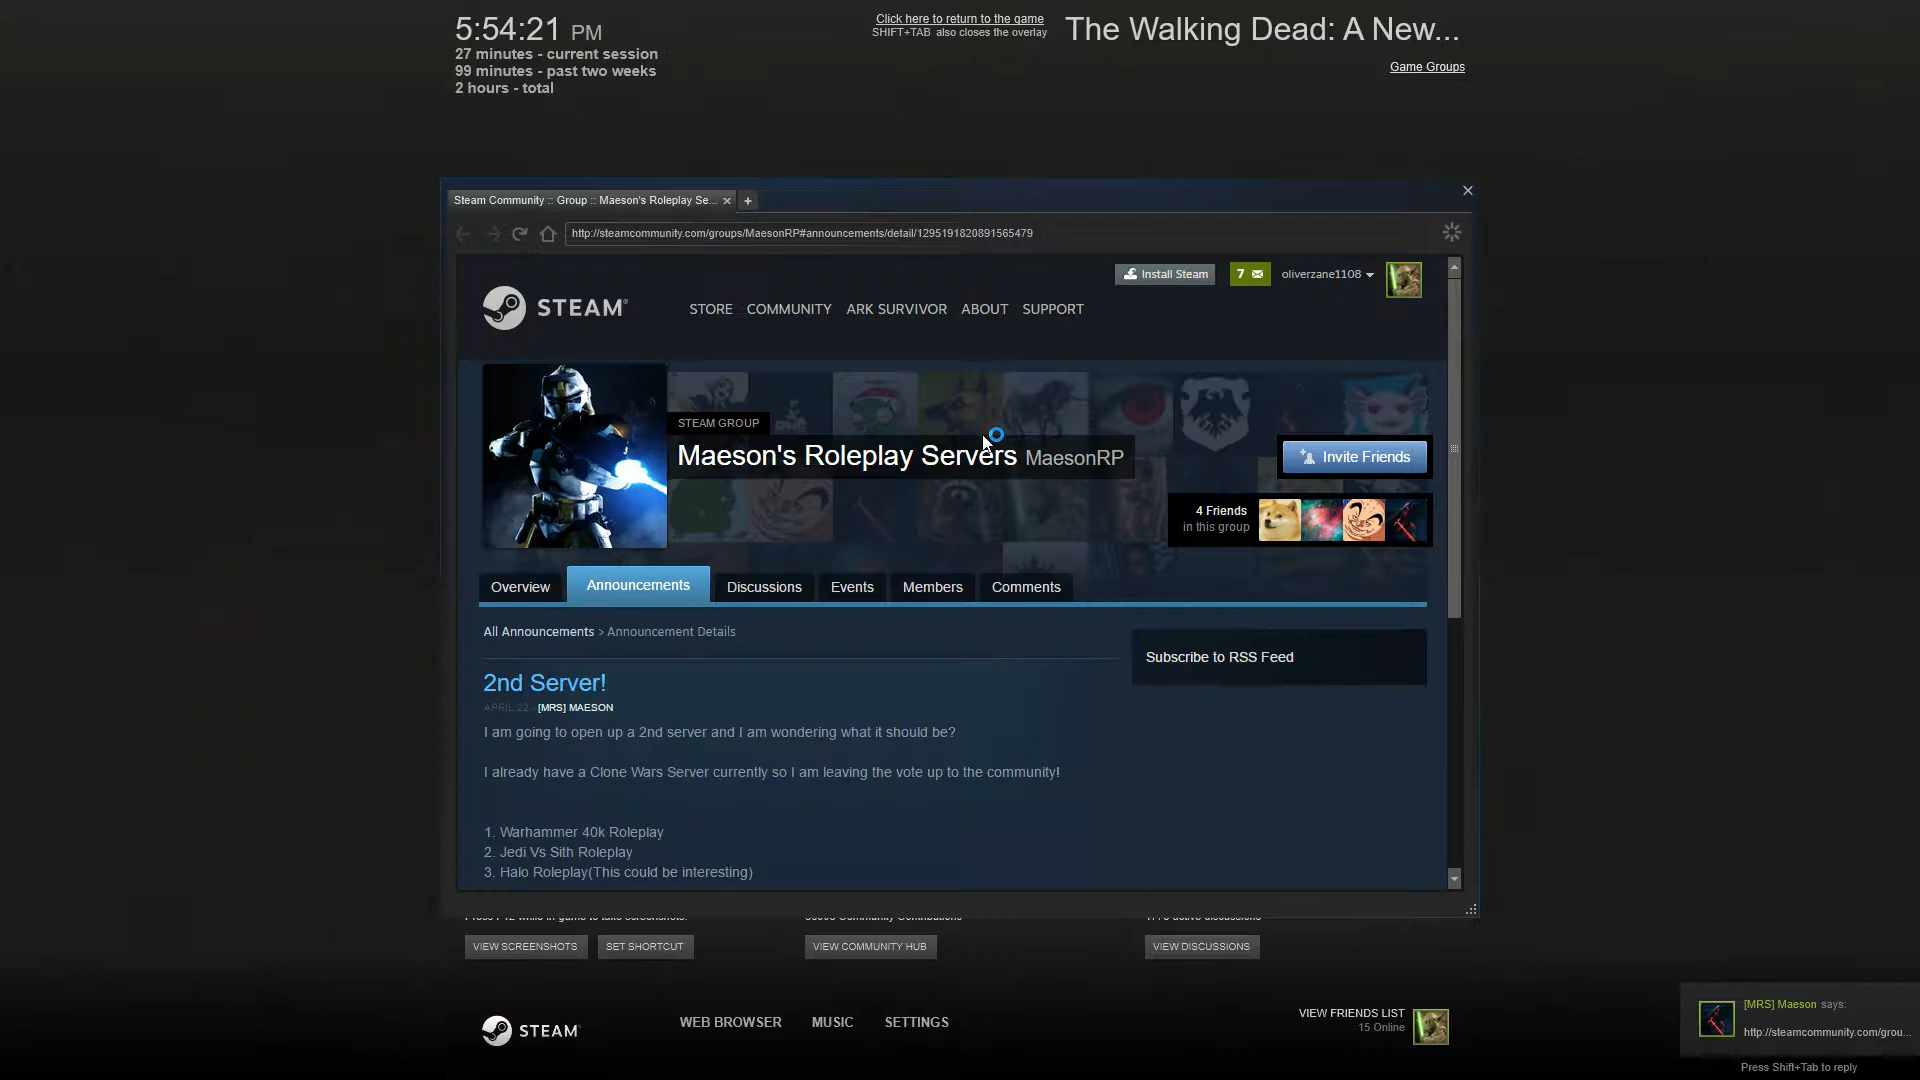 5:54:21 PM
27 minutes - current session
99 minutes - past two weeks
2 hours - total
Click here to return to the game
SHIFT+TAB also closes the overlay
The Walking Dead: A New...
Game Groups
Steam Community :: Group :: Maeson's Roleplay Se...
http://steamcommunity.com/groups/MaesonRP#announcements/detail/1295191820891565479
Install Steam
7
oliverzane1108
STEAM
STORE COMMUNITY ARK SURVIVOR ABOUT SUPPORT
STEAM GROUP
Maeson's Roleplay Servers MaesonRP
Invite Friends
4 Friends
in this group
Overview Announcements Discussions Events Members Comments
All Announcements > Announcement Details
Subscribe to RSS Feed
2nd Server!
APRIL 22 - [MRS] MAESON
I am going to open up a 2nd server and I am wondering what it should be?
I already have a Clone Wars Server currently so I am leaving the vote up to the community!
1. Warhammer 40k Roleplay
2. Jedi Vs Sith Roleplay
3. Halo Roleplay(This could be interesting)
VIEW SCREENSHOTS SET SHORTCUT VIEW COMMUNITY HUB VIEW DISCUSSIONS
STEAM
WEB BROWSER MUSIC SETTINGS
VIEW FRIENDS LIST
15 Online
[MRS] Maeson says:
http://steamcommunity.com/grou...
Press Shift+Tab to reply